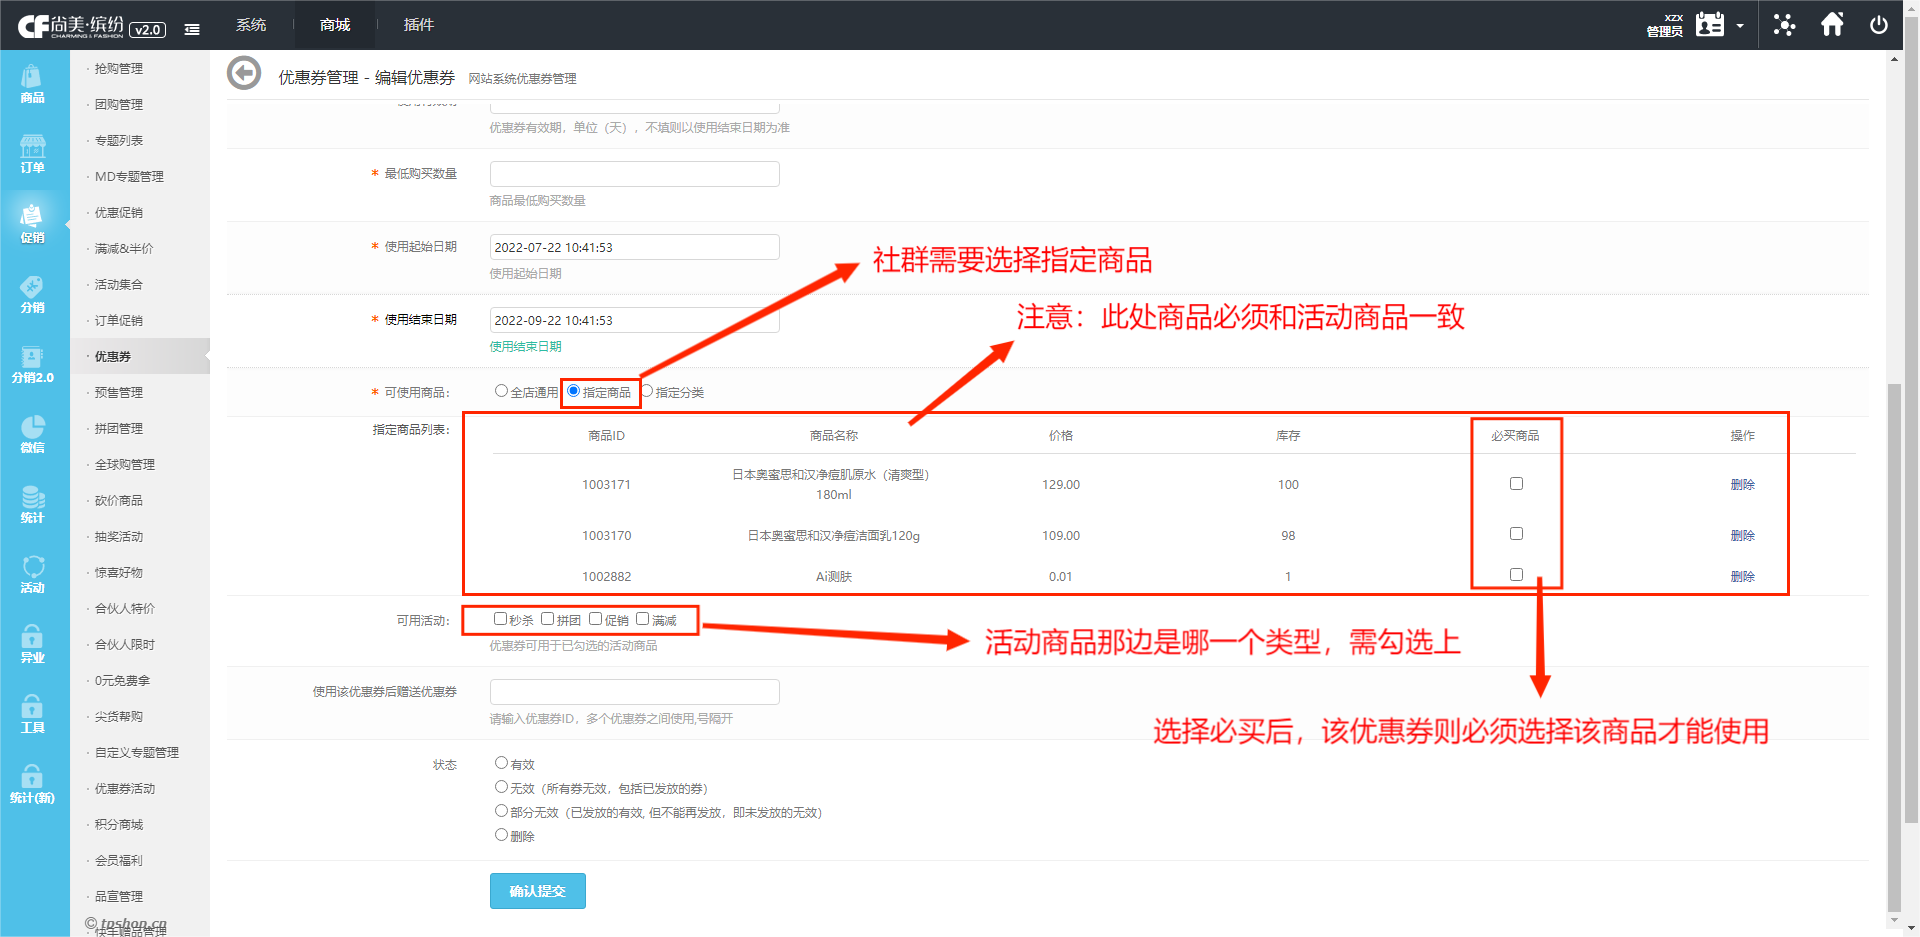 CF 尚美·缤纷 v2.0
CHARMING & FASHION
系统
商城
插件
xzx
管理员
商品
订单
促销
分销
分销2.0
微信
统计
活动
异业
工具
统计(新)
· 抢购管理
· 团购管理
· 专题列表
· MD专题管理
· 优惠促销
· 满减&半价
· 活动集合
· 订单促销
· 优惠券
· 预售管理
· 拼团管理
· 全球购管理
· 砍价商品
· 抽奖活动
· 惊喜好物
· 合伙人特价
· 合伙人限时
· 0元免费拿
· 尖货帮购
· 自定义专题管理
· 优惠券活动
· 积分商城
· 会员福利
· 品宣管理
© tpshop.cn
优惠券管理 - 编辑优惠券 网站系统优惠券管理
优惠券有效期，单位（天），不填则以使用结束日期为准
* 最低购买数量
商品最低购买数量
* 使用起始日期 2022-07-22 10:41:53
使用起始日期
社群需要选择指定商品
* 使用结束日期 2022-09-22 10:41:53
使用结束日期
注意：此处商品必须和活动商品一致
* 可使用商品： 全店通用 指定商品 指定分类
指定商品列表：
商品ID 商品名称 价格 库存 必买商品 操作
1003171 日本奥蜜思和汉净痘肌原水（清爽型）180ml 129.00 100 删除
1003170 日本奥蜜思和汉净痘洁面乳120g 109.00 98 删除
1002882 Ai测肤 0.01 1 删除
可用活动： 秒杀 拼团 促销 满减
优惠券可用于已勾选的活动商品
活动商品那边是哪一个类型，需勾选上
使用该优惠券后赠送优惠券
请输入优惠券ID，多个优惠券之间使用,号隔开
选择必买后，该优惠券则必须选择该商品才能使用
状态
有效
无效（所有券无效，包括已发放的券）
部分无效（已发放的有效, 但不能再发放，即未发放的无效）
删除
确认提交